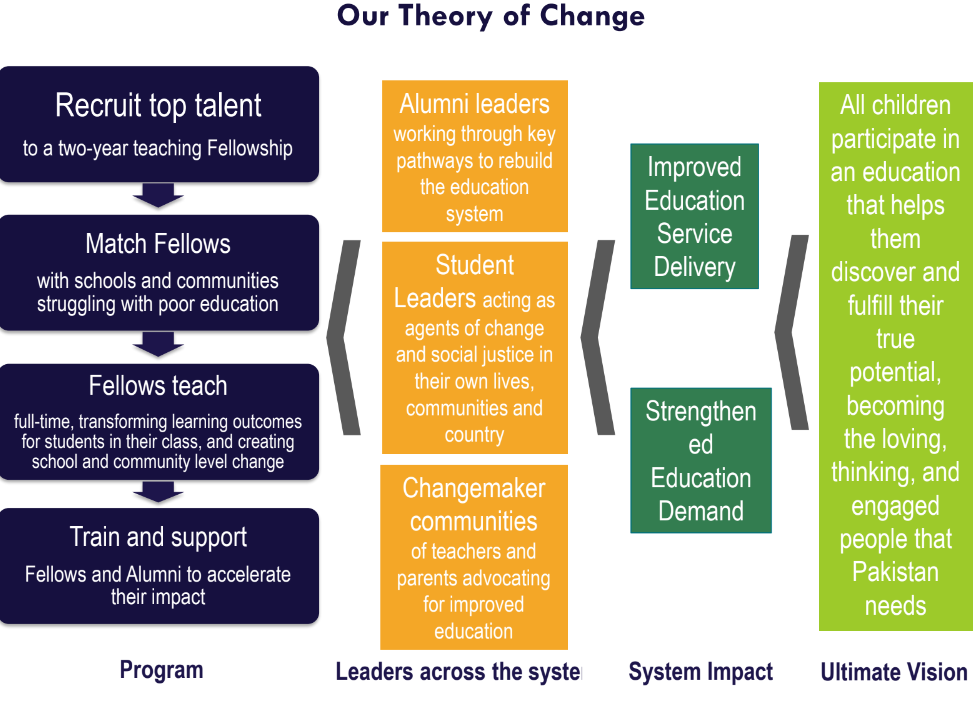 Our Theory of Change
Recruit top talent
to a two-year teaching Fellowship
Match Fellows
with schools and communities
struggling with poor education
Fellows teach
full-time, transforming learning outcomes
for students in their class, and creating
school and community level change
Train and support
Fellows and Alumni to accelerate
their impact
Program
Alumni leaders
working through key
pathways to rebuild
the education
system
Student
Leaders acting as
agents of change
and social justice in
their own lives,
communities and
country
Changemaker
communities
of teachers and
parents advocating
for improved
education
Leaders across the syste
Improved
Education
Service
Delivery
Strengthen
ed
Education
Demand
System Impact
All children
participate in
an education
that helps
them
discover and
fulfill their
true
potential,
becoming
the loving,
thinking, and
engaged
people that
Pakistan
needs
Ultimate Vision